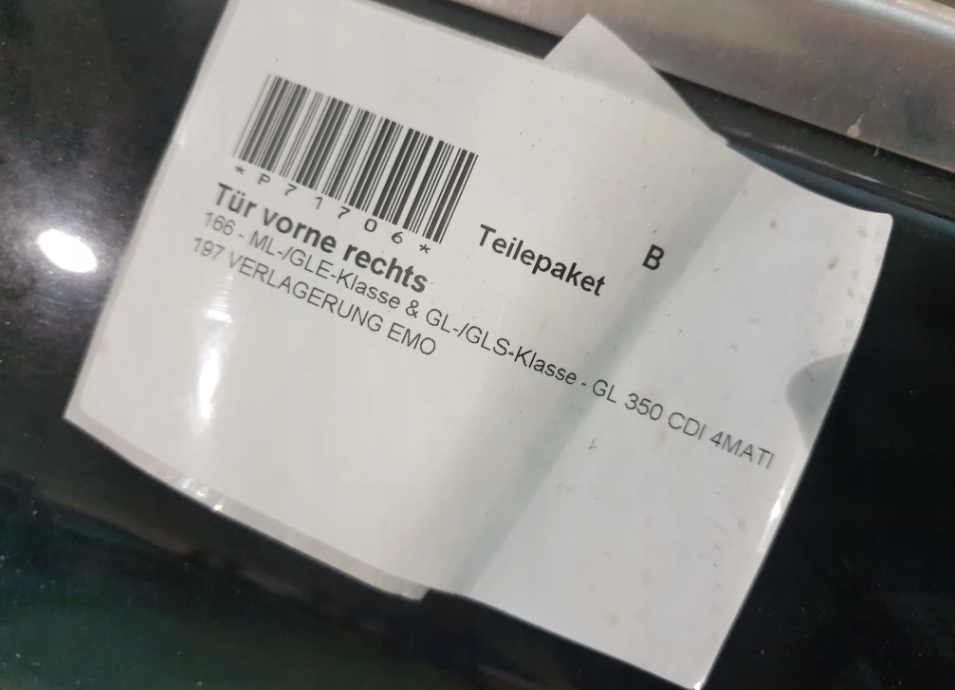 *P71706*
Tür vorne rechts Teilepaket B
166 - ML-/GLE-Klasse & GL-/GLS-Klasse - GL 350 CDI 4MATI
197 VERLAGERUNG EMO